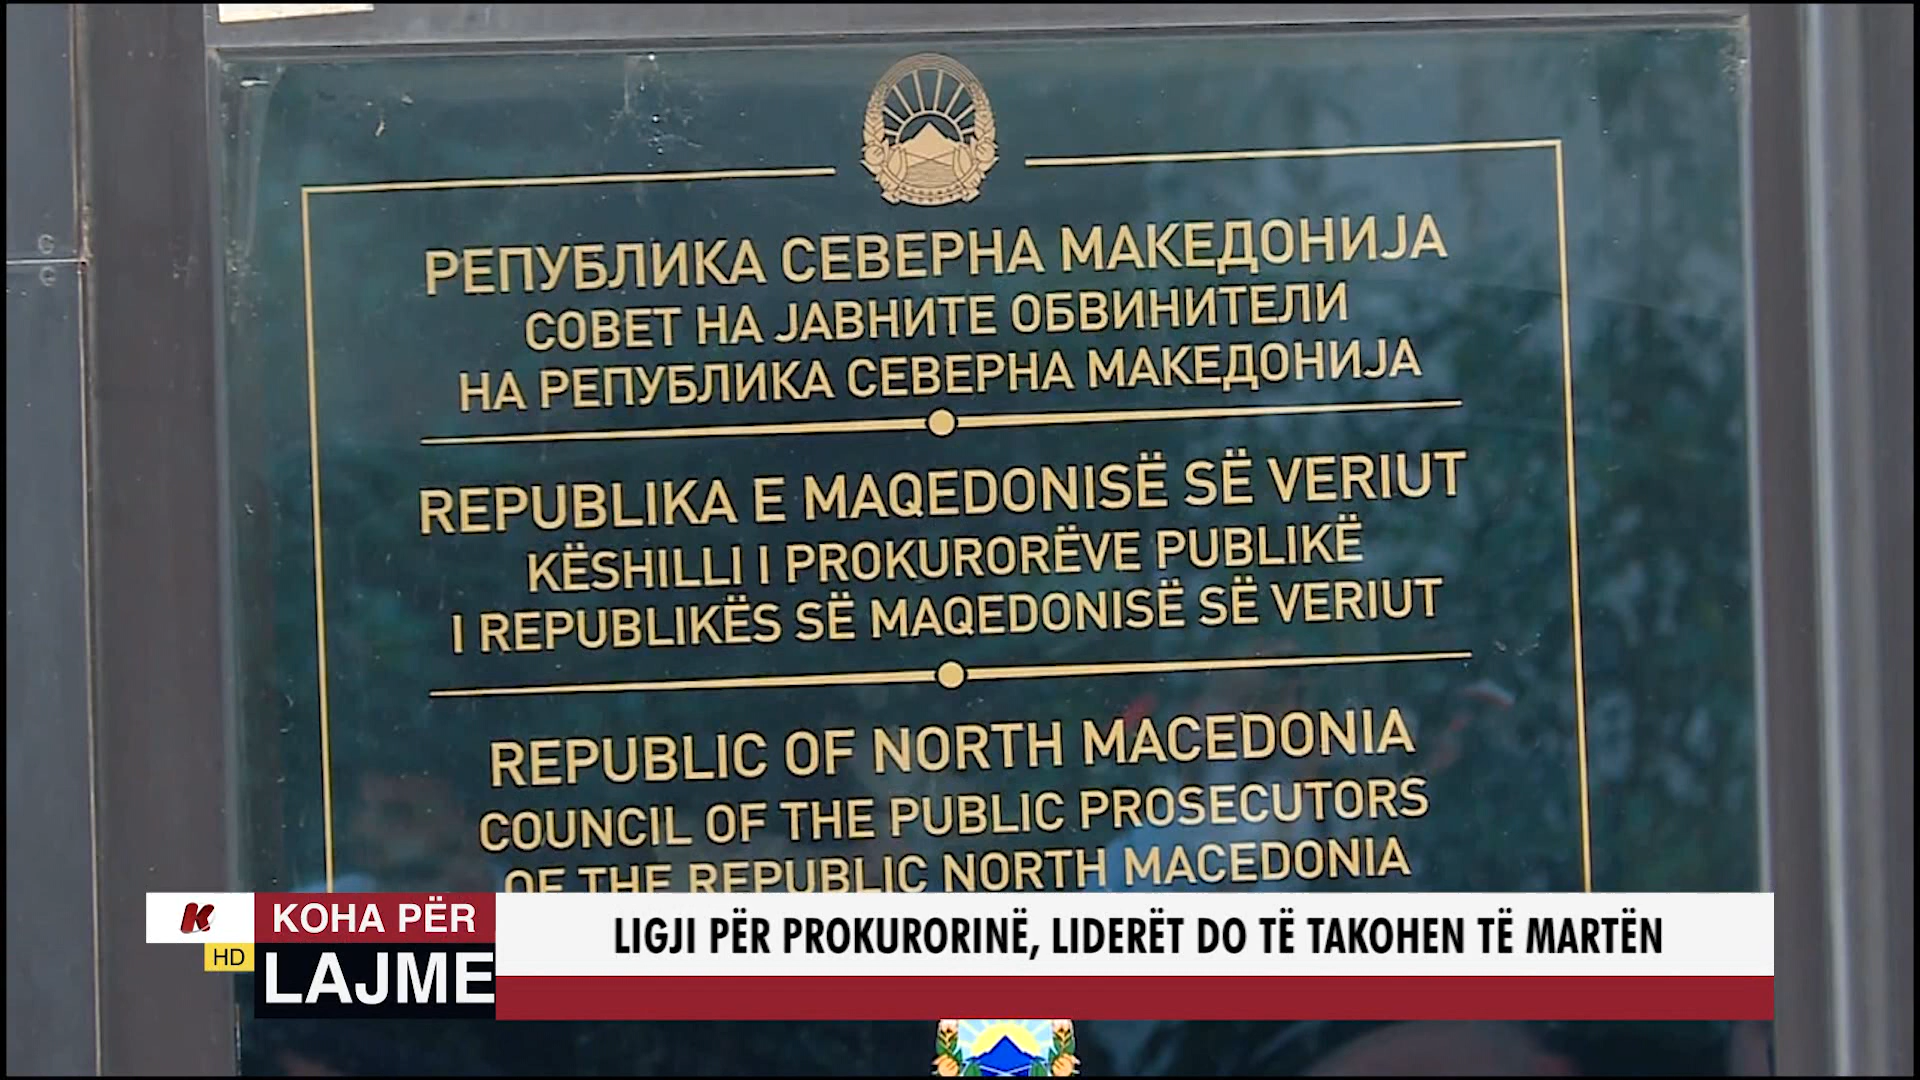 РЕПУБЛИКА СЕВЕРНА МАКЕДОНИЈА
СОВЕТ НА ЈАВНИТЕ ОБВИНИТЕЛИ
НА РЕПУБЛИКА СЕВЕРНА МАКЕДОНИЈА
REPUBLIKA E MAQEDONISË SË VERIUT
KËSHILLI I PROKURORËVE PUBLIKË
I REPUBLIKËS SË MAQEDONISË SË VERIUT
REPUBLIC OF NORTH MACEDONIA
COUNCIL OF THE PUBLIC PROSECUTORS
OF THE REPUBLIC NORTH MACEDONIA
K
HD
KOHA PËR
LAJME
LIGJI PËR PROKURORINË, LIDERËT DO TË TAKOHEN TË MARTËN